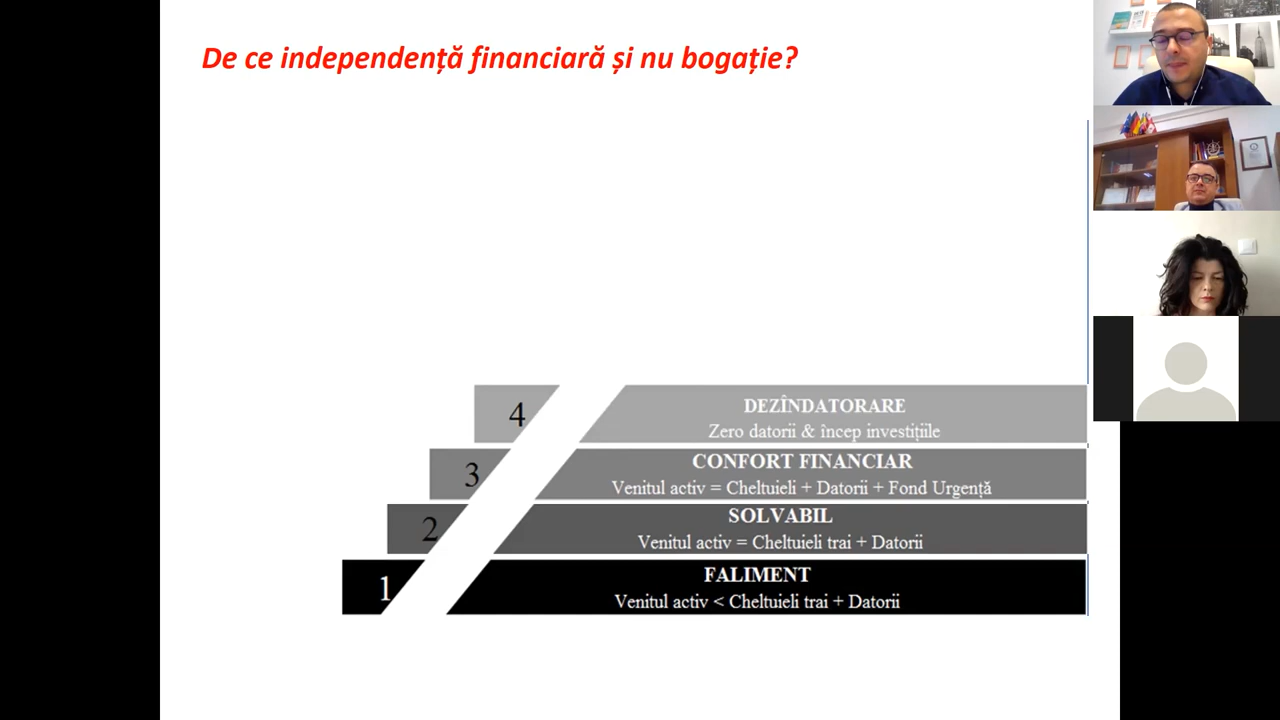 De ce independență financiară și nu bogație?
4
DEZÎNDATORARE
Zero datorii & încep investițiile
3
CONFORT FINANCIAR
Venitul activ = Cheltuieli + Datorii + Fond Urgență
2
SOLVABIL
Venitul activ = Cheltuieli trai + Datorii
1
FALIMENT
Venitul activ < Cheltuieli trai + Datorii